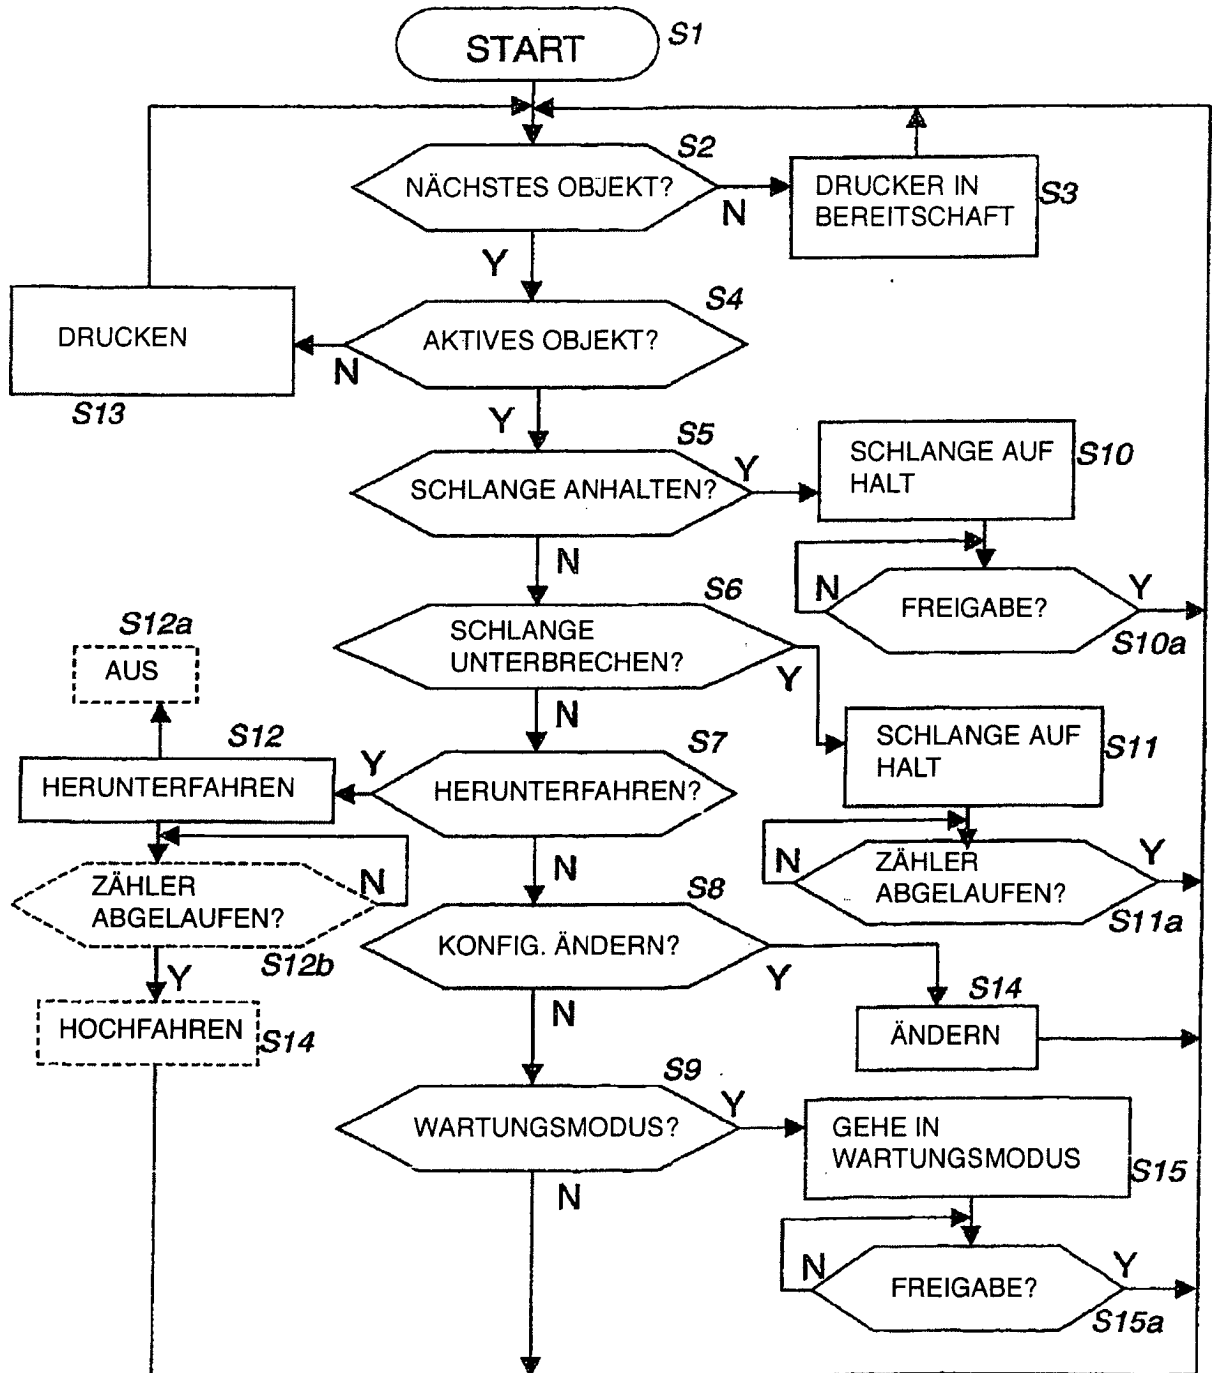 START
S1
NÄCHSTES OBJEKT?
S2
N
DRUCKER IN
BEREITSCHAFT
S3
Y
AKTIVES OBJEKT?
S4
N
DRUCKEN
S13
Y
SCHLANGE ANHALTEN?
S5
Y
SCHLANGE AUF
HALT
S10
N
FREIGABE?
N
Y
S10a
SCHLANGE
UNTERBRECHEN?
S6
Y
SCHLANGE AUF
HALT
S11
N
ZÄHLER
ABGELAUFEN?
N
Y
S11a
HERUNTERFAHREN?
S7
Y
HERUNTERFAHREN
S12
S12a
AUS
ZÄHLER
ABGELAUFEN?
N
S12b
Y
HOCHFAHREN
S14
N
KONFIG. ÄNDERN?
S8
Y
ÄNDERN
S14
N
WARTUNGSMODUS?
S9
Y
GEHE IN
WARTUNGSMODUS
S15
N
FREIGABE?
N
Y
S15a